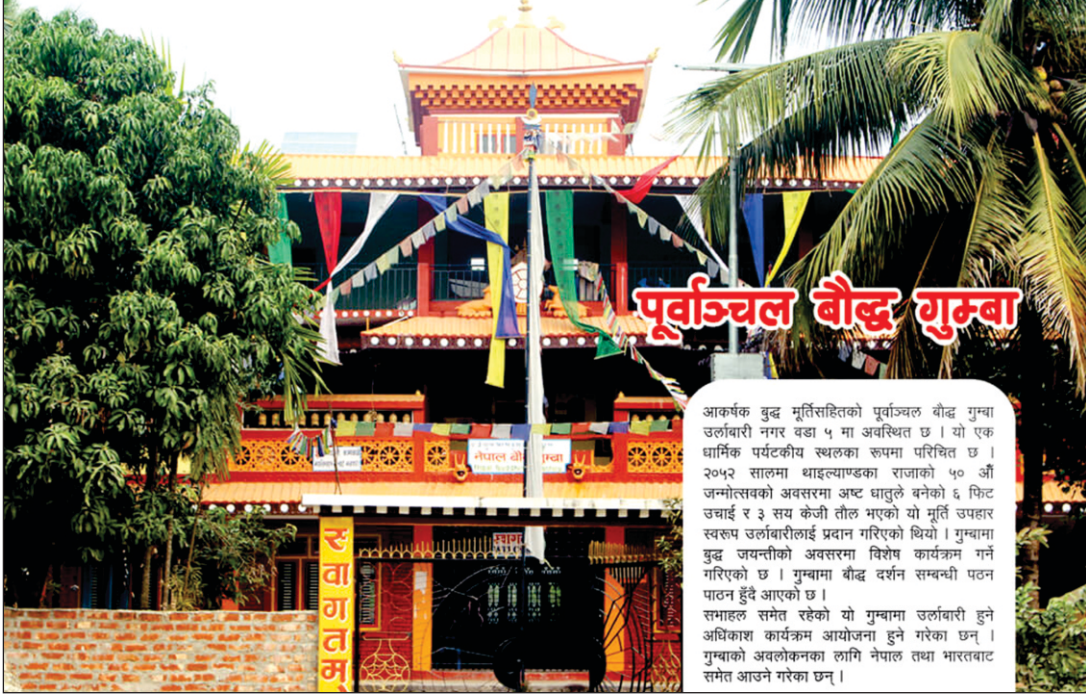 पूर्वाञ्चल बौद्ध गुम्बा
आकर्षक बुद्ध मूर्तिसहितको पूर्वाञ्चल बौद्ध गुम्बा
उर्लाबारी नगर वडा ५ मा अवस्थित छ । यो एक
धार्मिक पर्यटकीय स्थलका रूपमा परिचित छ ।
२०५२ सालमा थाइल्याण्डका राजाको ५० औं
जन्मोत्सवको अवसरमा अष्ट धातुले बनेको ६ फिट
उचाई र ३ सय केजी तौल भएको यो मूर्ति उपहार
स्वरूप उर्लाबारीलाई प्रदान गरिएको थियो । गुम्बामा
बुद्ध जयन्तीको अवसरमा विशेष कार्यक्रम गर्ने
गरिएको छ । गुम्बामा बौद्ध दर्शन सम्बन्धी पठन
पाठन हुँदै आएको छ ।
सभाहल समेत रहेको यो गुम्बामा उर्लाबारी हुने
अधिंकाश कार्यक्रम आयोजना हुने गरेका छन् ।
गुम्बाको अवलोकनका लागि नेपाल तथा भारतबाट
समेत आउने गरेका छन् ।
नेपाल बौद्ध गुम्बा
स्वागतम्